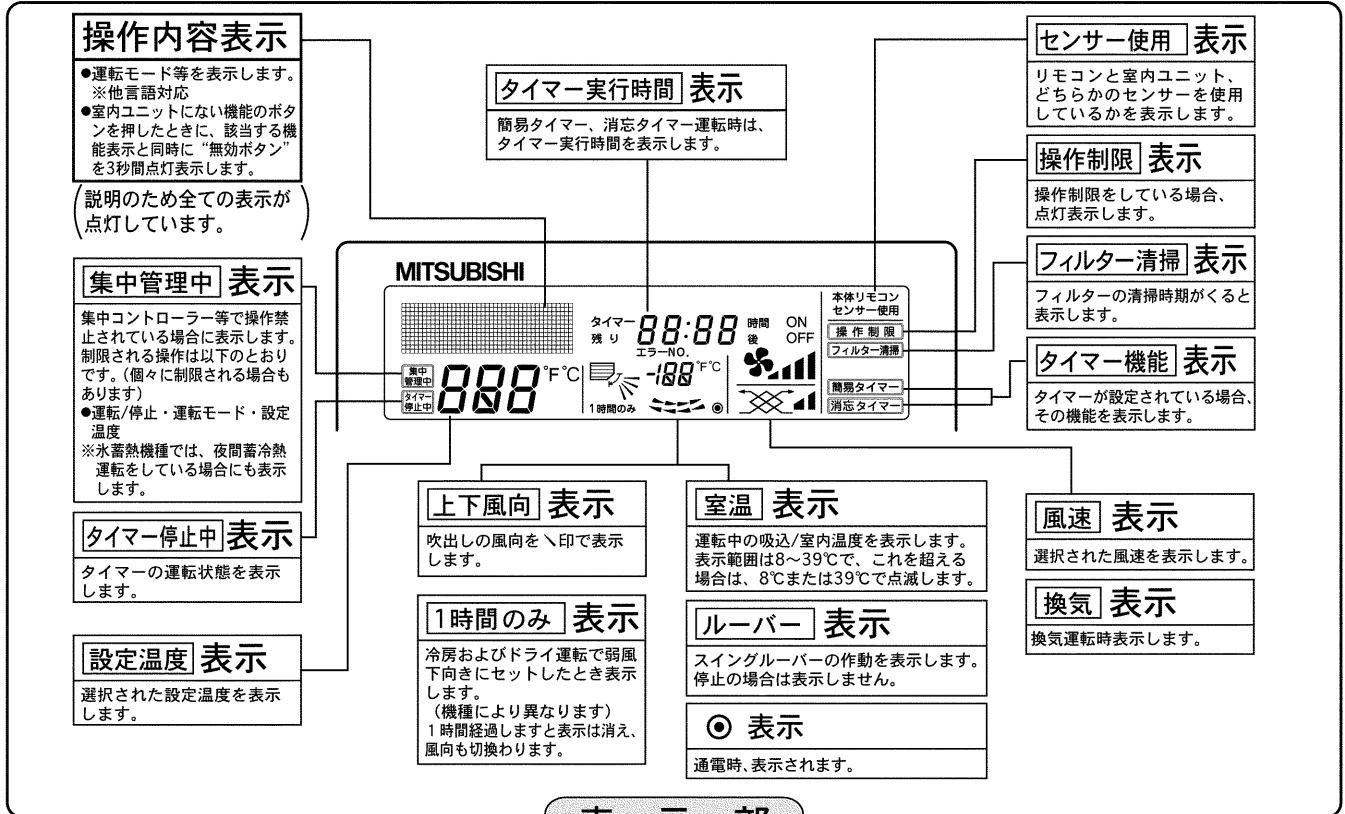 操作内容表示
●運転モード等を表示します。
※他言語対応
●室内ユニットにない機能のボタ
ンを押したときに、該当する機
能表示と同時に“無効ボタン”
を3秒間点灯表示します。
(説明のため全ての表示が
点灯しています。)
タイマー実行時間 表示
簡易タイマー、消忘タイマー運転時は、
タイマー実行時間を表示します。
センサー使用 表示
リモコンと室内ユニット、
どちらかのセンサーを使用
しているかを表示します。
操作制限 表示
操作制限をしている場合、
点灯表示します。
フィルター清掃 表示
フィルターの清掃時期がくると
表示します。
タイマー機能 表示
タイマーが設定されている場合、
その機能を表示します。
集中管理中 表示
集中コントローラー等で操作禁
止されている場合に表示します。
制限される操作は以下のとおり
です。(個々に制限される場合も
あります)
●運転/停止・運転モード・設定
温度
※氷蓄熱機種では、夜間蓄冷熱
運転をしている場合にも表示
します。
タイマー停止中 表示
タイマーの運転状態を表示
します。
設定温度 表示
選択された設定温度を表示
します。
MITSUBISHI
タイマー 88:88 時間 ON
残り 後 OFF
エラーNO.
本体リモコン
センサー使用
操作制限
フィルター清掃
簡易タイマー
消忘タイマー
集中
管理中
タイマー
停止中
888 °F°C
-188 °F°C
1時間のみ
上下風向 表示
吹出しの風向を＼印で表示
します。
1時間のみ 表示
冷房およびドライ運転で弱風
下向きにセットしたとき表示
します。
(機種により異なります)
1時間経過しますと表示は消え、
風向も切換わります。
室温 表示
運転中の吸込/室内温度を表示します。
表示範囲は8～39℃で、これを超える
場合は、8℃または39℃で点滅します。
ルーバー 表示
スイングルーバーの作動を表示します。
停止の場合は表示しません。
◉ 表示
通電時、表示されます。
風速 表示
選択された風速を表示します。
換気 表示
換気運転時表示します。
表示部